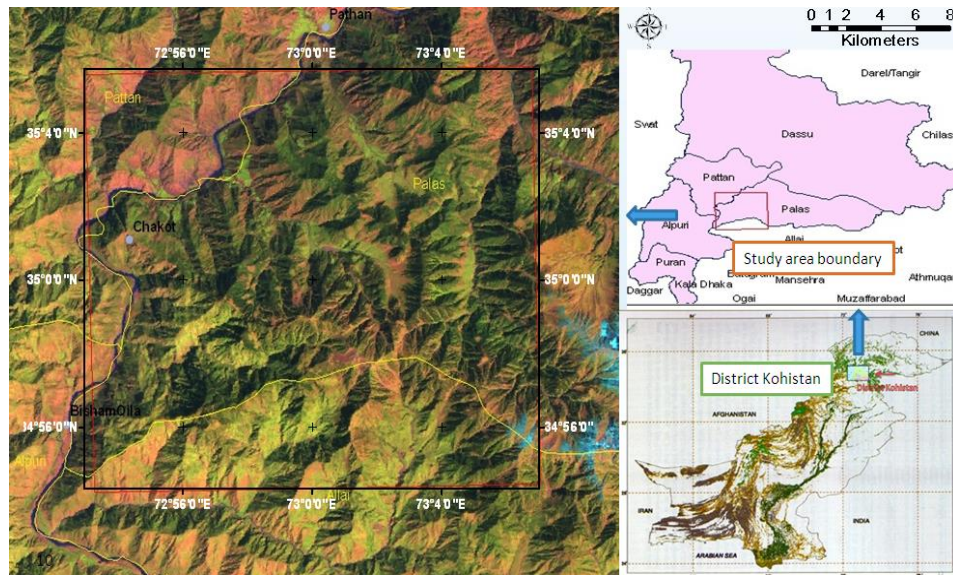 Pathan
72°56'0"E
73°0'0"E
73°4'0"E
Pattan
35°4'0"N
35°4'0"N
Palas
Chakot
35°0'0"N
35°0'0"N
BishamQila
34°56'0"N
34°56'0"N
Alpuri
Allai
72°56'0"E
73°0'0"E
73°4'0"E
10
N
0 1 2 4 6 8
Kilometers
Darel/Tangir
Swat
Dassu
Chilas
Pattan
Palas
Alpuri
Allai
Study area boundary
Puran
Daggar
Kala Dhaka
Mansehra
Athmuqam
Ogai
Muzaffarabad
CHINA
District Kohistan
District Kohistan
AFGHANISTAN
IRAN
INDIA
ARABIAN SEA